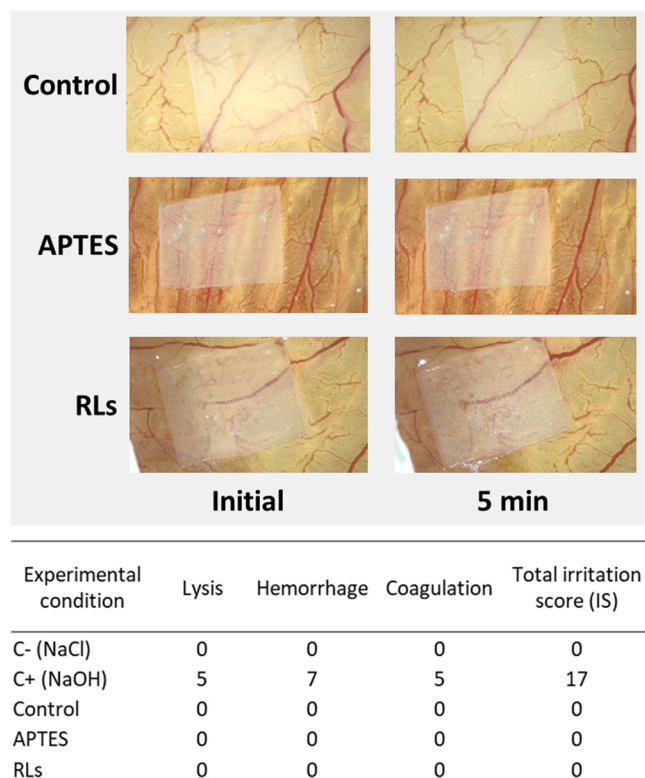 Control
APTES
RLs
Initial 5 min
Experimental condition Lysis Hemorrhage Coagulation Total irritation score (IS)
C- (NaCl) 0 0 0 0
C+ (NaOH) 5 7 5 17
Control 0 0 0 0
APTES 0 0 0 0
RLs 0 0 0 0